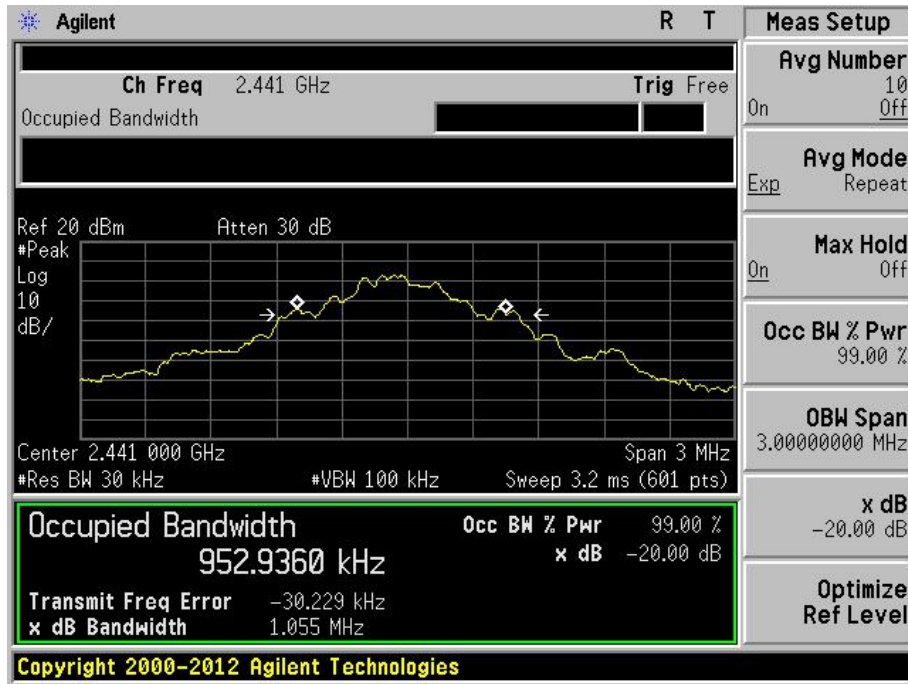 Agilent R T
Ch Freq 2.441 GHz Trig Free
Occupied Bandwidth
Ref 20 dBm Atten 30 dB
#Peak
Log
10
dB/
Center 2.441 000 GHz Span 3 MHz
#Res BW 30 kHz #VBW 100 kHz Sweep 3.2 ms (601 pts)
Occupied Bandwidth
952.9360 kHz
Occ BW % Pwr 99.00 %
x dB -20.00 dB
Transmit Freq Error -30.229 kHz
x dB Bandwidth 1.055 MHz
Copyright 2000-2012 Agilent Technologies
Meas Setup
Avg Number
10
On Off
Avg Mode
Exp Repeat
Max Hold
On Off
Occ BW % Pwr
99.00 %
OBW Span
3.00000000 MHz
x dB
-20.00 dB
Optimize
Ref Level